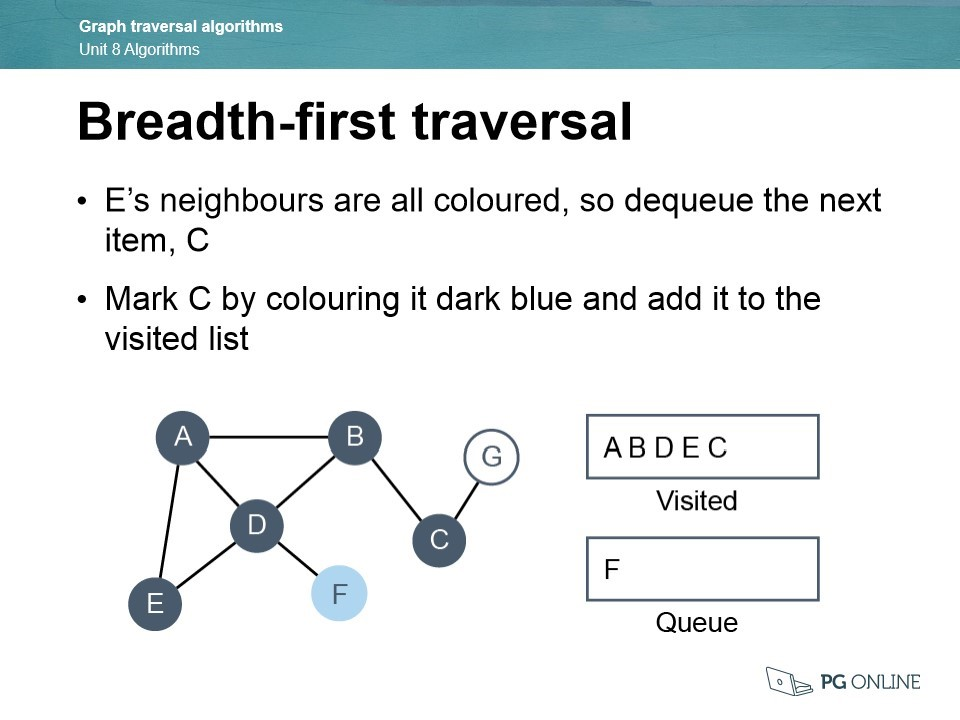 Graph traversal algorithms
Unit 8 Algorithms
Breadth-first traversal
• E’s neighbours are all coloured, so dequeue the next
item, C
• Mark C by colouring it dark blue and add it to the
visited list
A
B
G
D
C
E
F
A B D E C
Visited
F
Queue
PG ONLINE